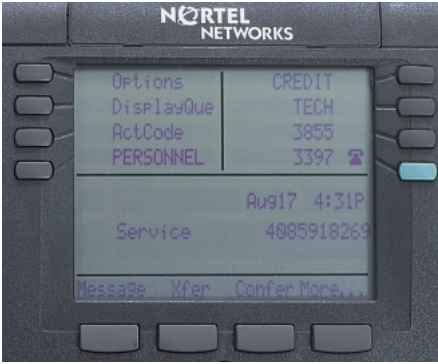 NORTEL
NETWORKS
Options CREDIT
DisplayQue TECH
ActCode 3855
PERSONNEL 3397
Aug17 4:31P
Service 4085918269
Message Xfer Confer More...